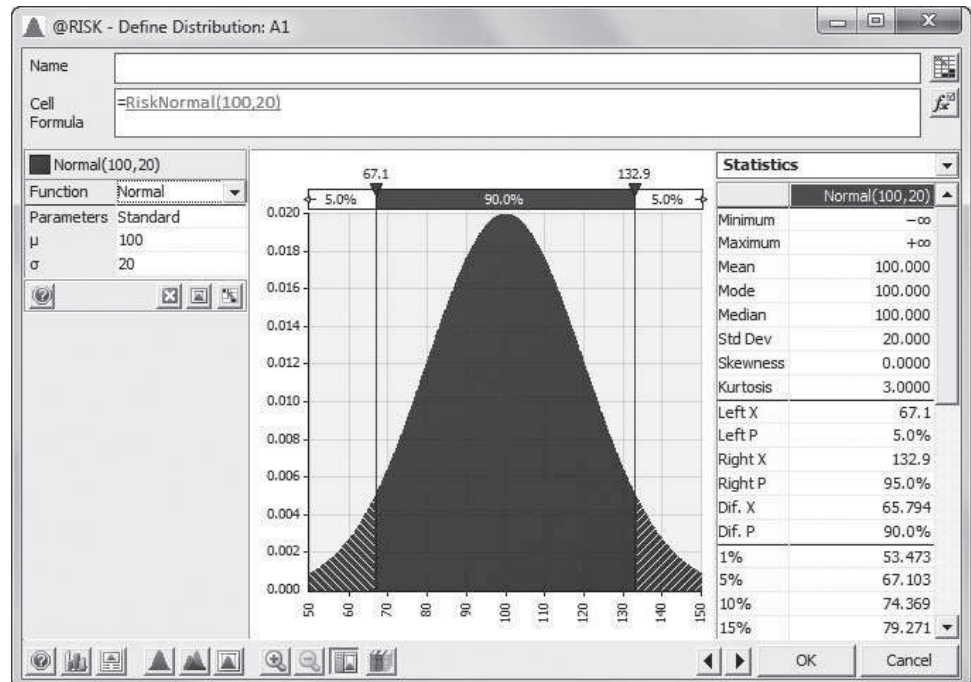 @RISK - Define Distribution: A1
Name
Cell Formula
=RiskNormal(100,20)
Normal(100,20)
Function Normal
Parameters Standard
μ 100
σ 20
67.1 132.9
5.0% 90.0% 5.0%
0.020
0.018
0.016
0.014
0.012
0.010
0.008
0.006
0.004
0.002
0.000
50 60 70 80 90 100 110 120 130 140 150
Statistics
Normal(100,20)
Minimum −∞
Maximum +∞
Mean 100.000
Mode 100.000
Median 100.000
Std Dev 20.000
Skewness 0.0000
Kurtosis 3.0000
Left X 67.1
Left P 5.0%
Right X 132.9
Right P 95.0%
Dif. X 65.794
Dif. P 90.0%
1% 53.473
5% 67.103
10% 74.369
15% 79.271
OK Cancel